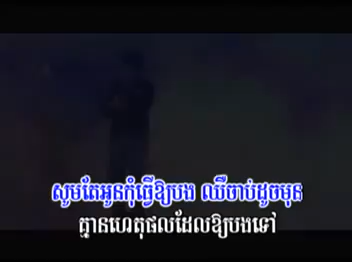 សូមតែអូនកុំធ្វើឱ្យបង ឈឺចាប់ដូចមុន
គ្មានហេតុផលដែលឱ្យបងទៅ